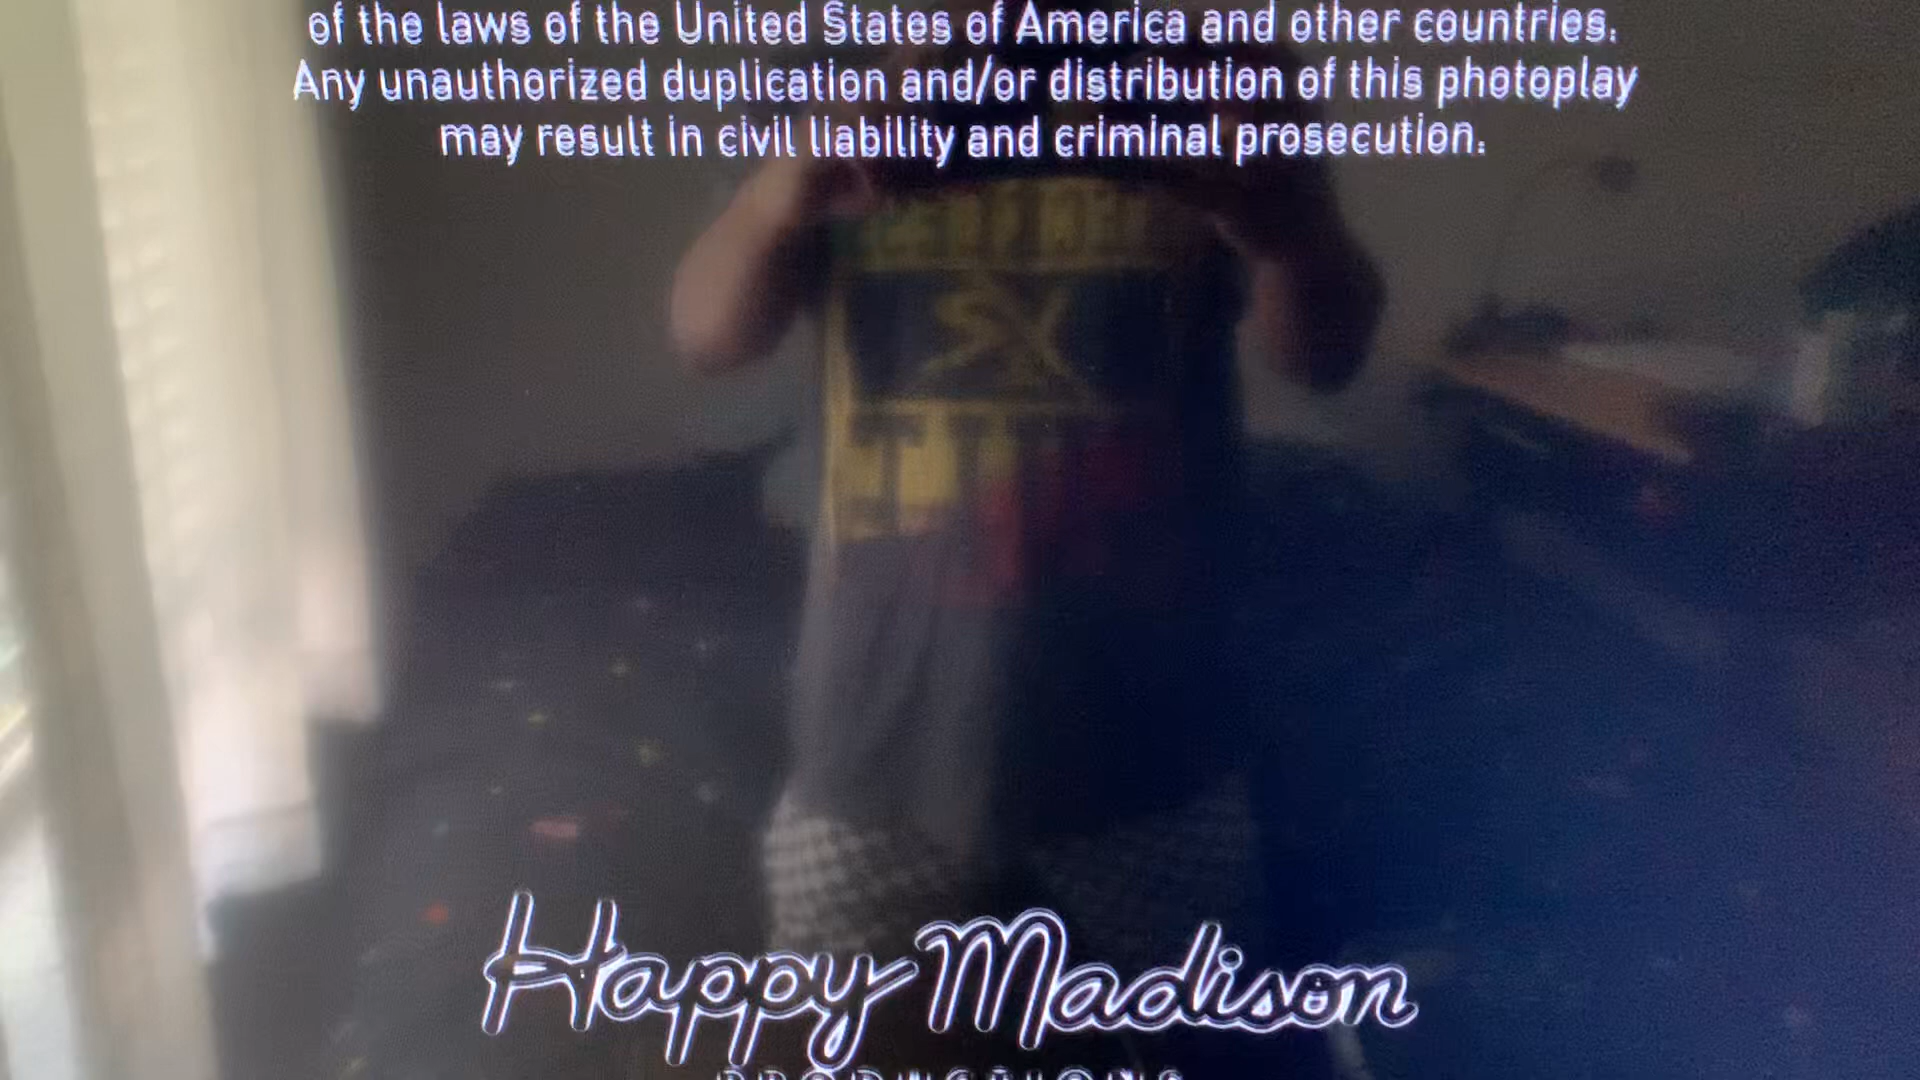 of the laws of the United States of America and other countries.
Any unauthorized duplication and/or distribution of this photoplay
may result in civil liability and criminal prosecution.
Happy Madison
PRODUCTIONS